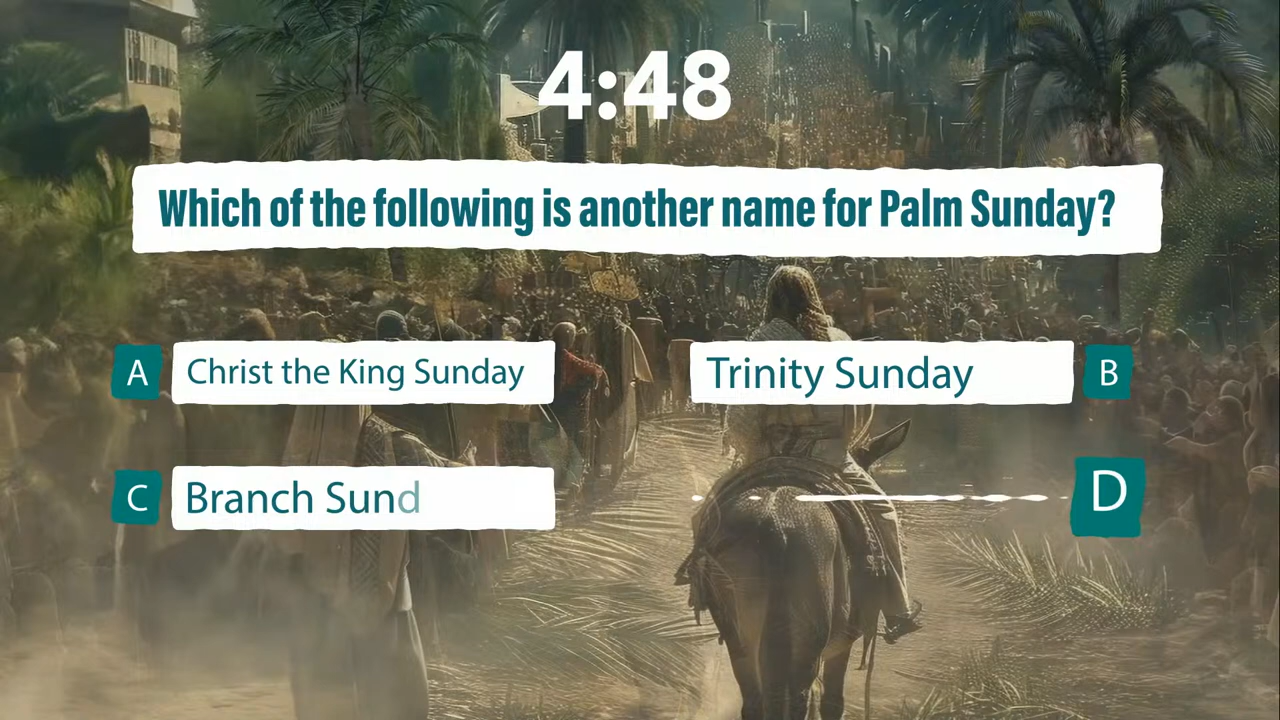 4:48
Which of the following is another name for Palm Sunday?
A Christ the King Sunday
Trinity Sunday B
C Branch Sund
D